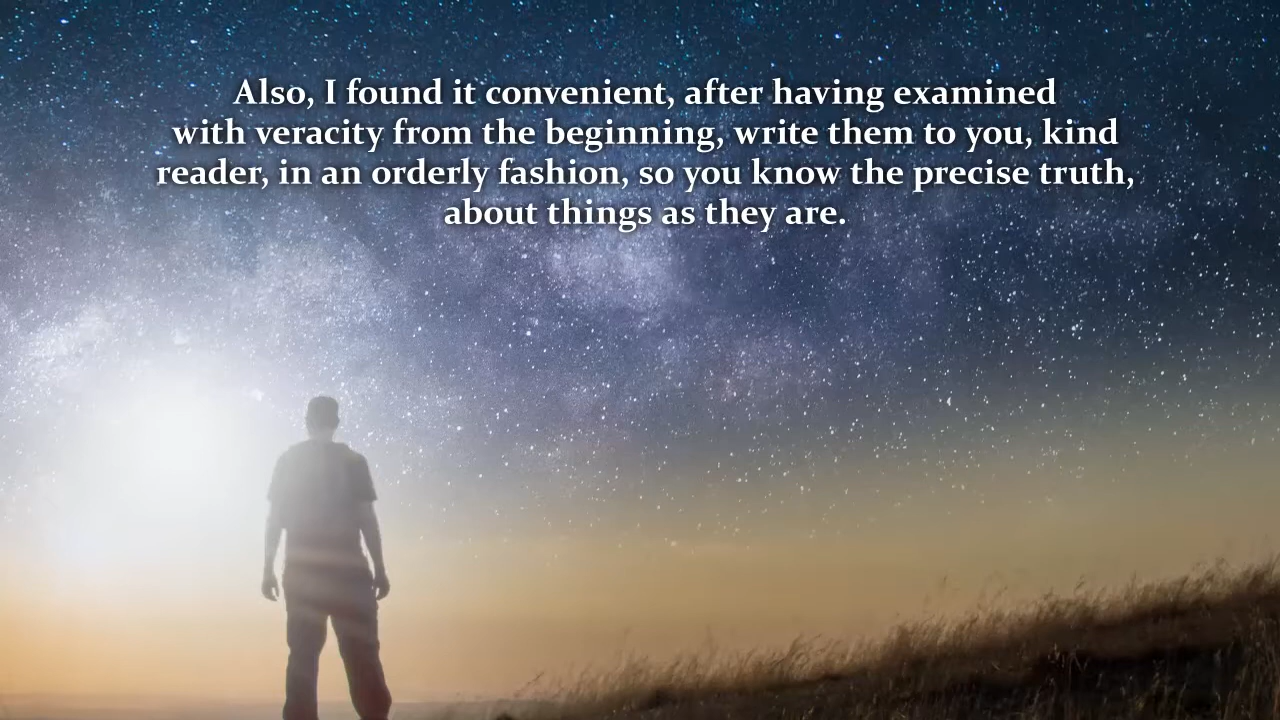 Also, I found it convenient, after having examined
with veracity from the beginning, write them to you, kind
reader, in an orderly fashion, so you know the precise truth,
about things as they are.